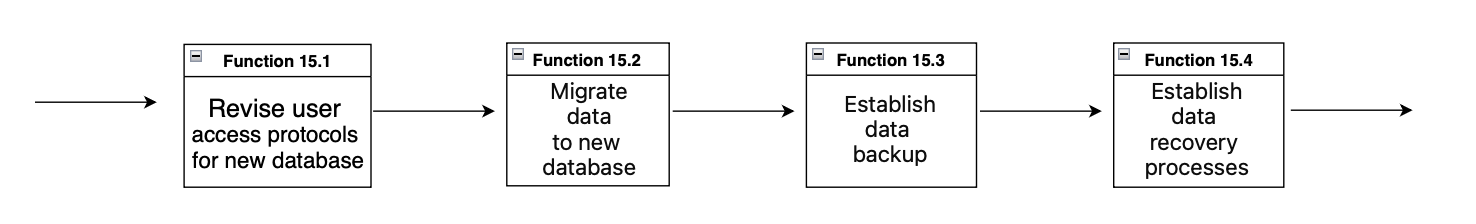 Function 15.1
Revise user
access protocols
for new database
Function 15.2
Migrate
data
to new
database
Function 15.3
Establish
data
backup
Function 15.4
Establish
data
recovery
processes